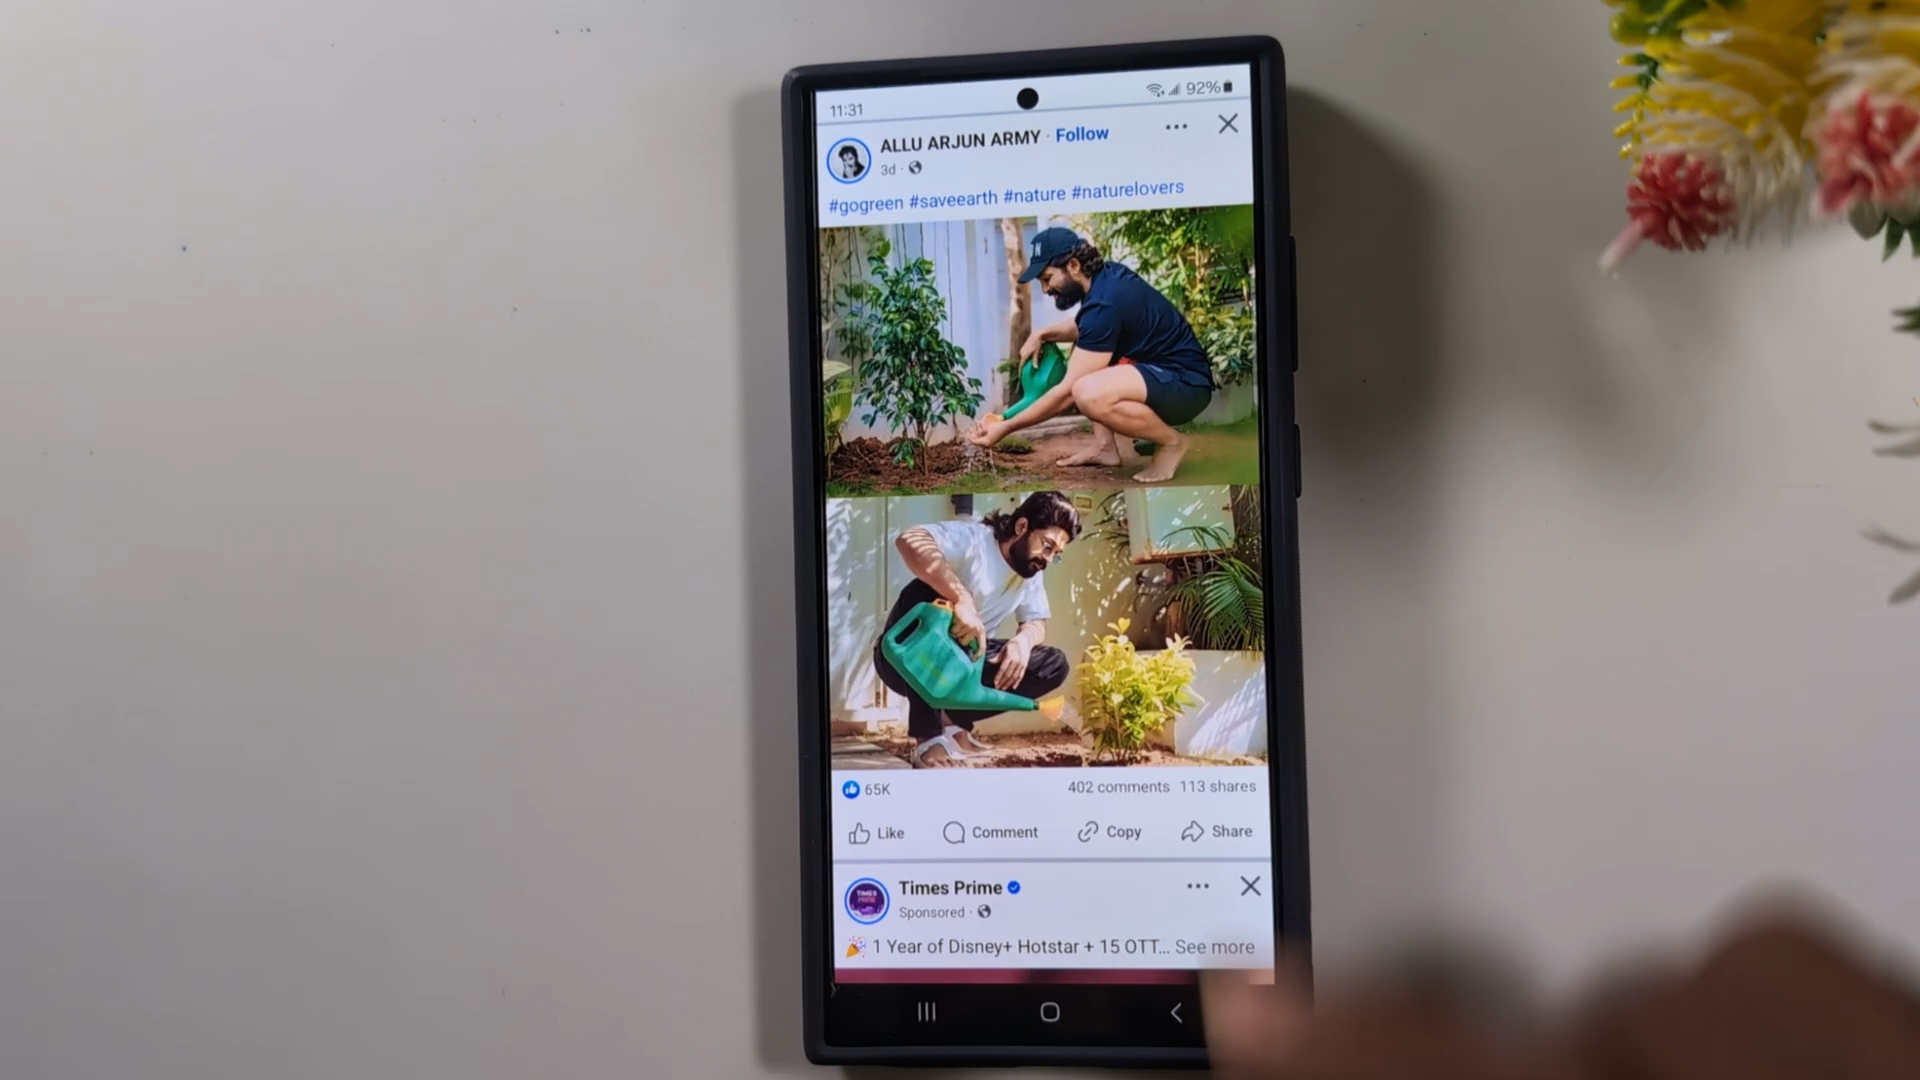 11:31 92%
ALLU ARJUN ARMY · Follow
3d ·
#gogreen #saveearth #nature #naturelovers
65K 402 comments 113 shares
Like Comment Copy Share
Times Prime
Sponsored ·
1 Year of Disney+ Hotstar + 15 OTT... See more